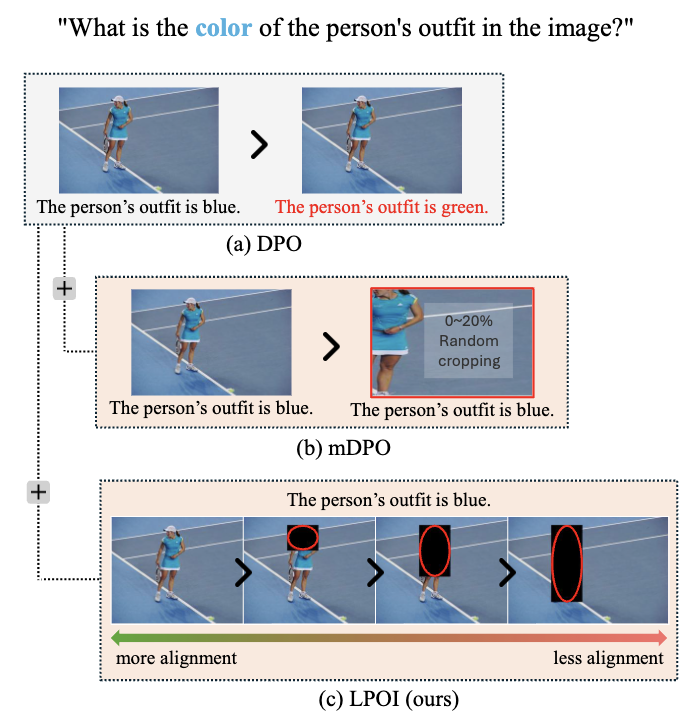 "What is the color of the person's outfit in the image?"
The person’s outfit is blue.
The person’s outfit is green.
(a) DPO
0~20%
Random
cropping
The person’s outfit is blue.
The person’s outfit is blue.
(b) mDPO
The person’s outfit is blue.
more alignment
less alignment
(c) LPOI (ours)